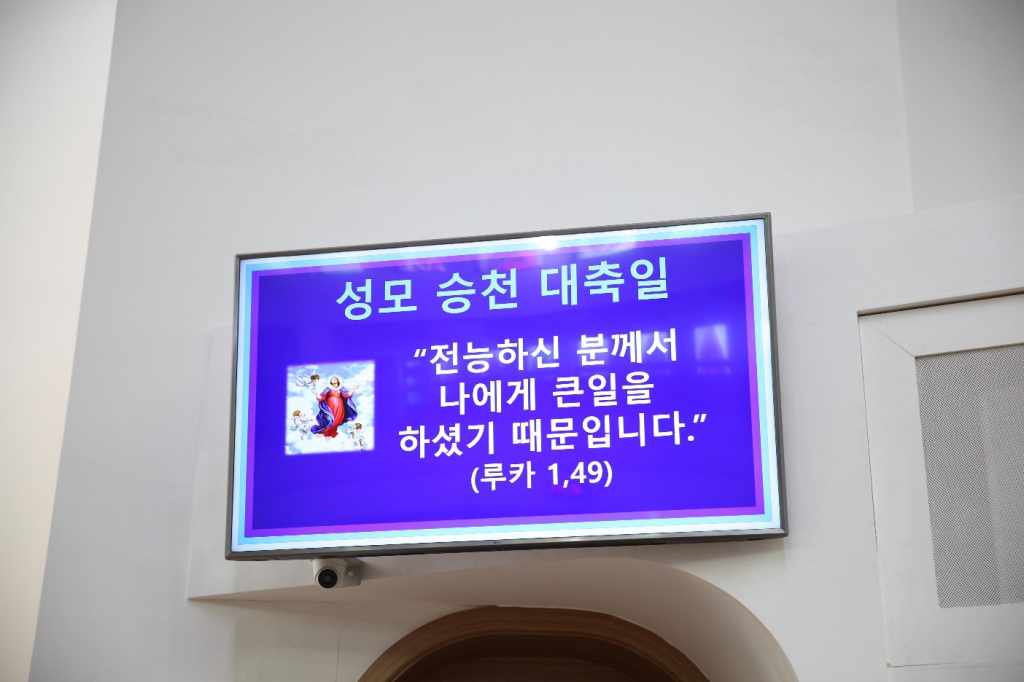 성모 승천 대축일
“전능하신 분께서
나에게 큰일을
하셨기 때문입니다.”
(루카 1,49)